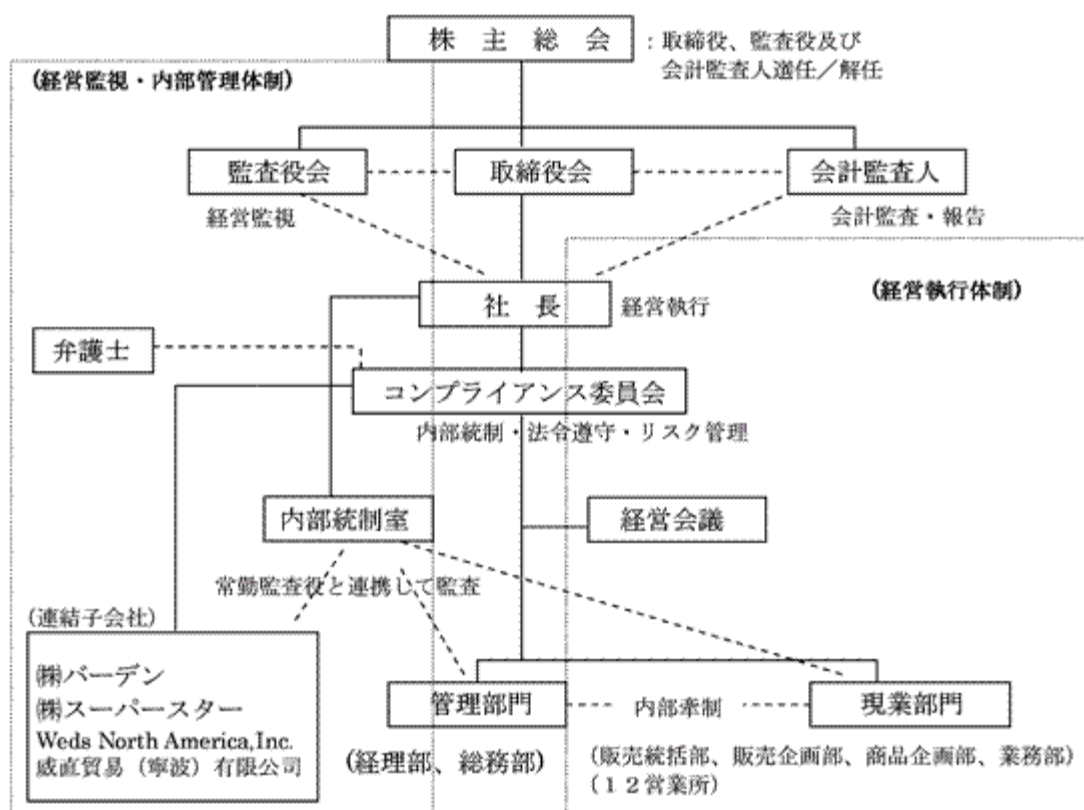 株主総会
：取締役、監査役及び
会計監査人選任／解任
(経営監視・内部管理体制)
監査役会
取締役会
会計監査人
経営監視
会計監査・報告
(経営執行体制)
社長
経営執行
弁護士
コンプライアンス委員会
内部統制・法令遵守・リスク管理
内部統制室
経営会議
常勤監査役と連携して監査
(連結子会社)
㈱バーデン
㈱スーパースター
Weds North America,Inc.
威直貿易（寧波）有限公司
管理部門
内部牽制
現業部門
(経理部、総務部)
(販売統括部、販売企画部、商品企画部、業務部)
(１２営業所)